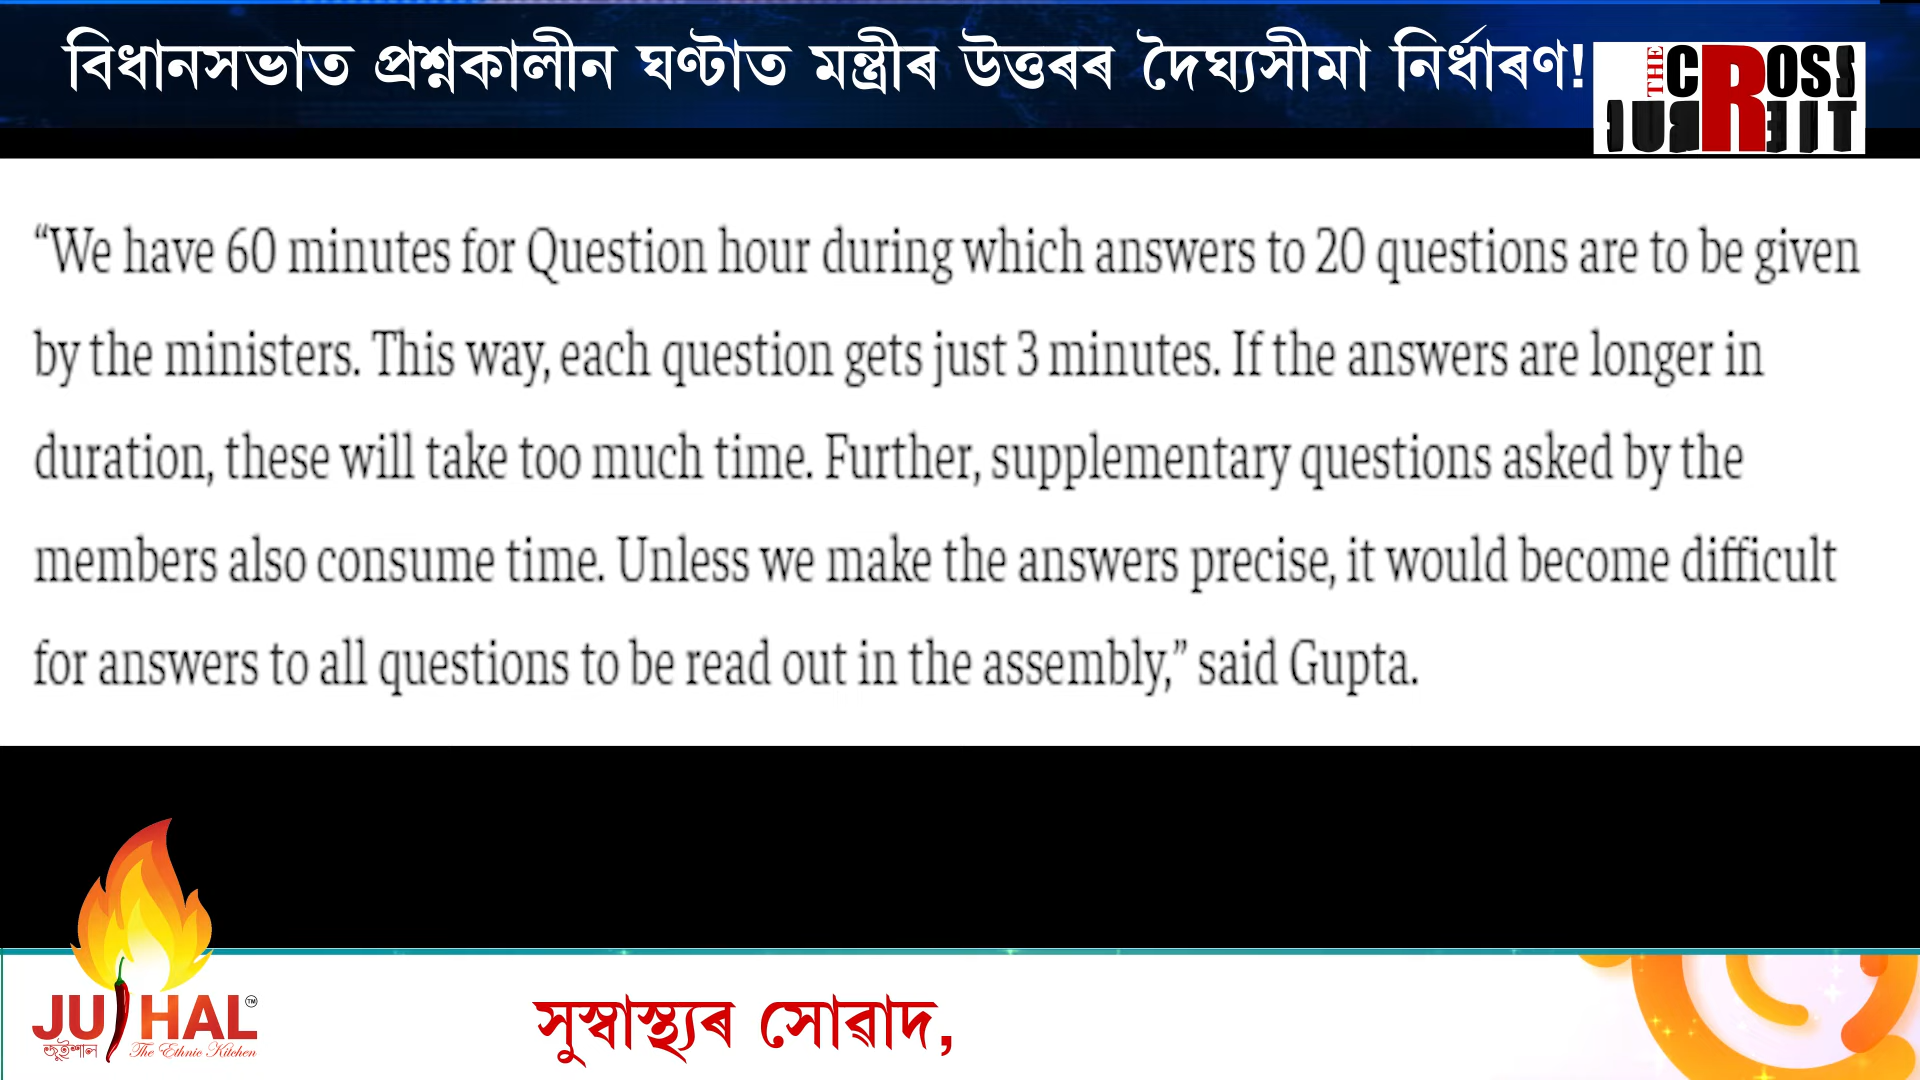 বিধানসভাত প্ৰশ্নকালীন ঘণ্টাত মন্ত্ৰীৰ উত্তৰৰ দৈঘ্যসীমা নিৰ্ধাৰণ!
THE CROSS
CURRENT
“We have 60 minutes for Question hour during which answers to 20 questions are to be given
by the ministers. This way, each question gets just 3 minutes. If the answers are longer in
duration, these will take too much time. Further, supplementary questions asked by the
members also consume time. Unless we make the answers precise, it would become difficult
for answers to all questions to be read out in the assembly,” said Gupta.
JUIHAL TM
জুইশাল The Ethnic Kitchen
সুস্বাস্থ্যৰ সোৱাদ,